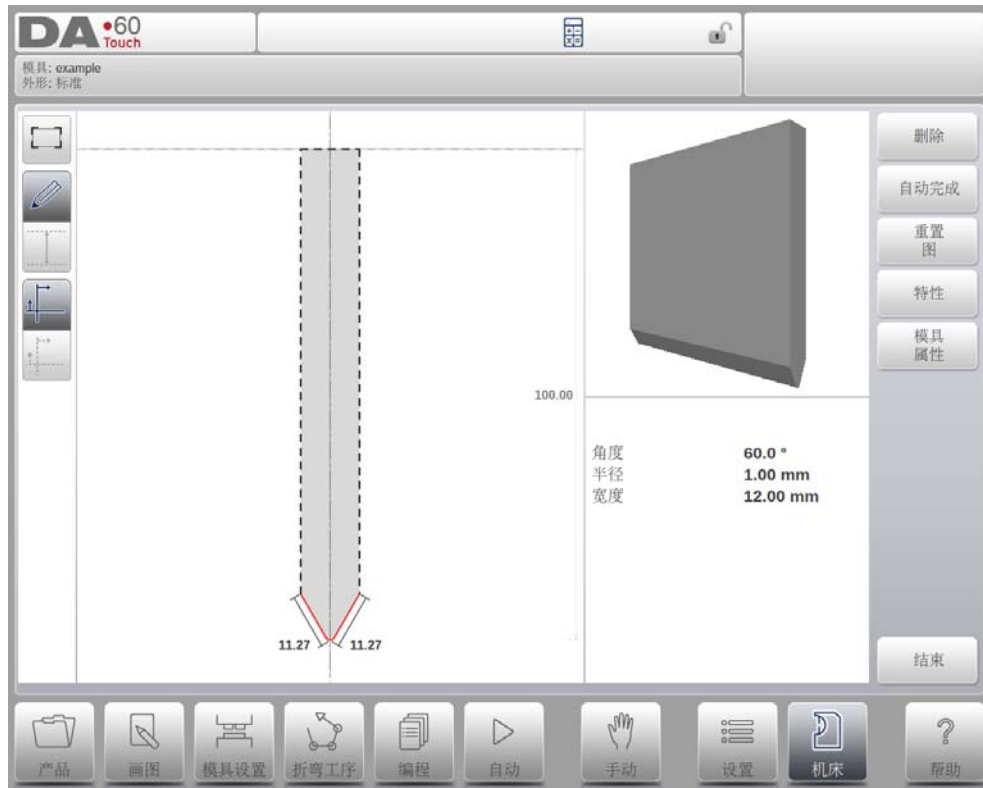 DA•60
Touch
模具: example
外形: 标准
删除
自动完成
重置
图
特性
模具
属性
100.00
角度 60.0 °
半径 1.00 mm
宽度 12.00 mm
11.27 11.27
结束
产品 画图 模具设置 折弯工序 编程 自动 手动 设置 机床 帮助